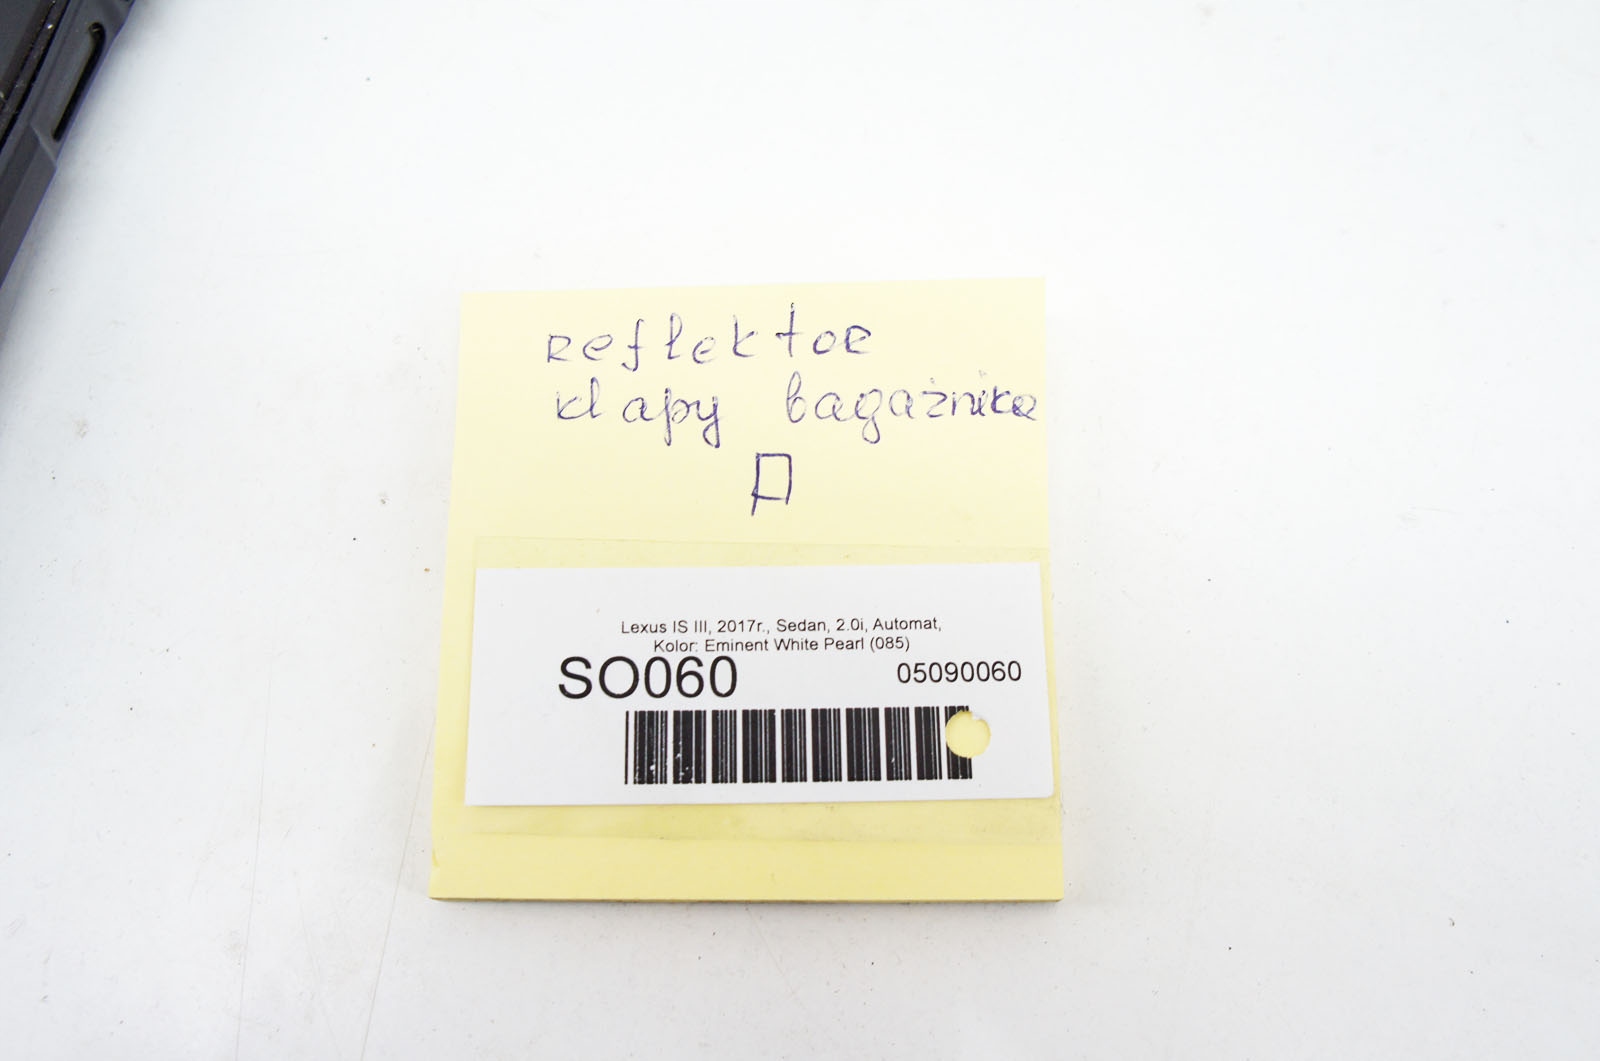 reflektor
klapy bagażnika
P
Lexus IS III, 2017r., Sedan, 2.0i, Automat,
Kolor: Eminent White Pearl (085)
SO060 05090060